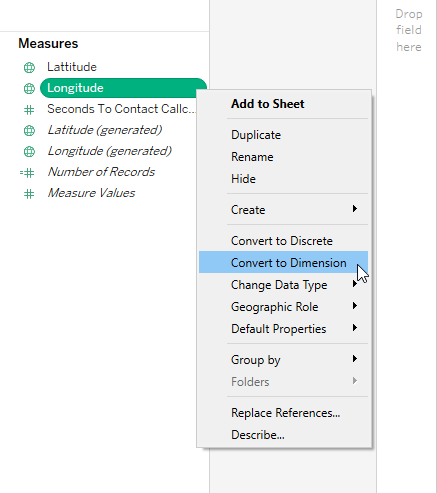 Drop
field
here
Measures
Lattitude
Longitude
Seconds To Contact Callc...
Latitude (generated)
Longitude (generated)
Number of Records
Measure Values
Add to Sheet
Duplicate
Rename
Hide
Create
Convert to Discrete
Convert to Dimension
Change Data Type
Geographic Role
Default Properties
Group by
Folders
Replace References...
Describe...